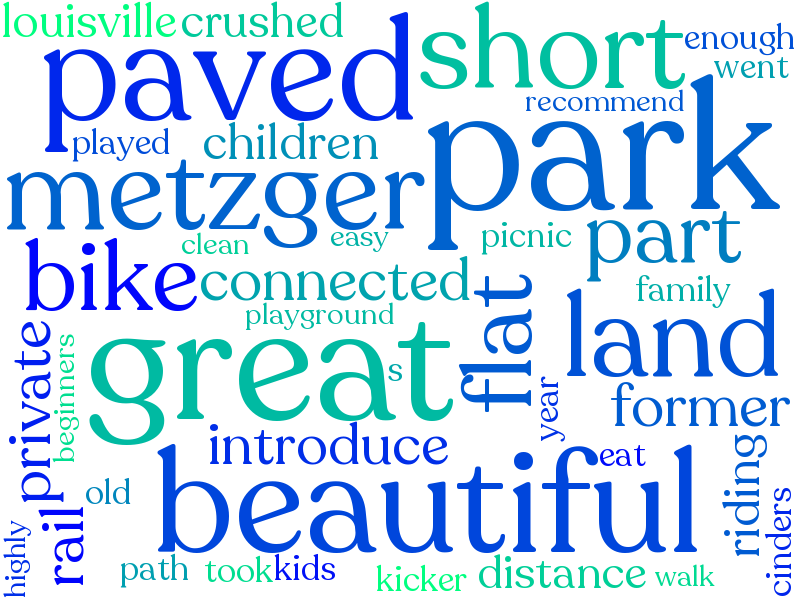 louisville crushed short enough
paved went
recommend
played children park
metzger
clean easy picnic part
bike connected family
playground flat land
private beginners great s year former
introduce
beautiful eat riding
old
highly rail cinders
path took kids kicker distance walk